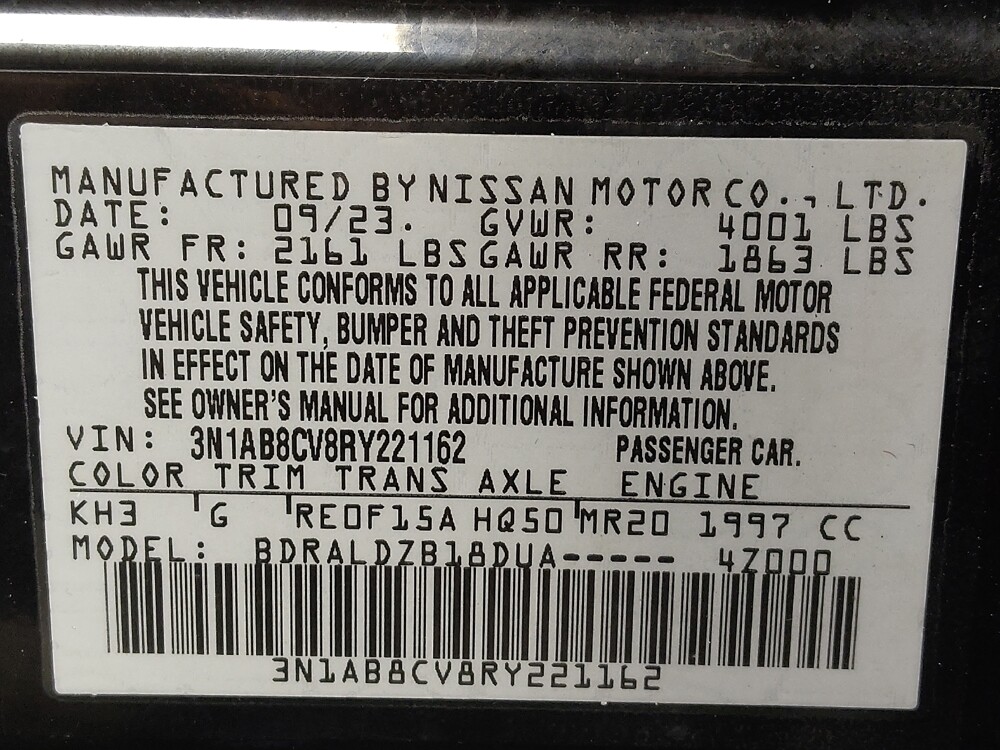 MANUFACTURED BY NISSAN MOTOR CO., LTD.
DATE: 09/23. GVWR: 4001 LBS
GAWR FR: 2161 LBS GAWR RR: 1863 LBS
THIS VEHICLE CONFORMS TO ALL APPLICABLE FEDERAL MOTOR
VEHICLE SAFETY, BUMPER AND THEFT PREVENTION STANDARDS
IN EFFECT ON THE DATE OF MANUFACTURE SHOWN ABOVE.
SEE OWNER'S MANUAL FOR ADDITIONAL INFORMATION.
VIN: 3N1AB8CV8RY221162 PASSENGER CAR.
COLOR TRIM TRANS AXLE ENGINE
KH3 G RE0F15A HQ50 MR20 1997 CC
MODEL: BDRALDZB18DUA----- 4Z000
3N1AB8CV8RY221162